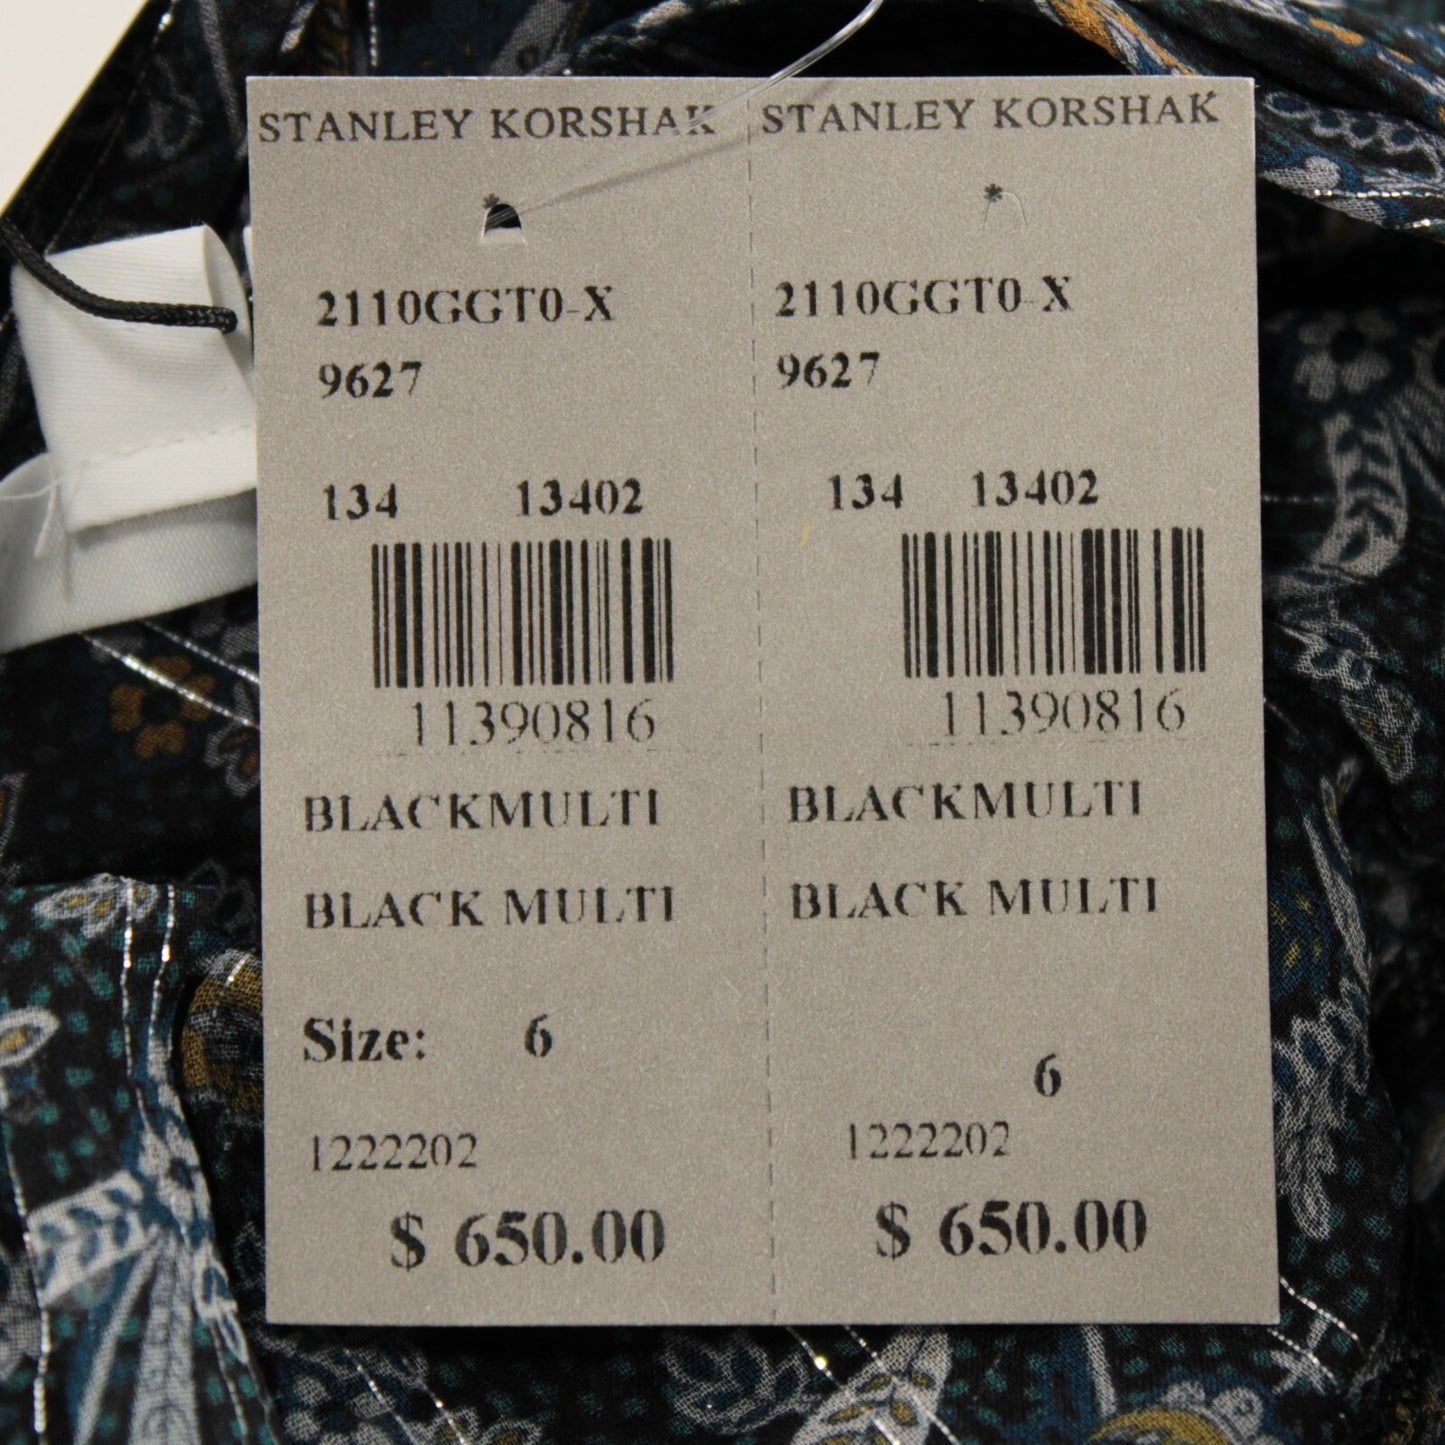 STANLEY KORSHAK
2110GGT0-X
9627
134 13402
11390816
BLACKMULTI
BLACK MULTI
Size: 6
1222202
$ 650.00
STANLEY KORSHAK
2110GGT0-X
9627
134 13402
11390816
BLACKMULTI
BLACK MULTI
6
1222202
$ 650.00